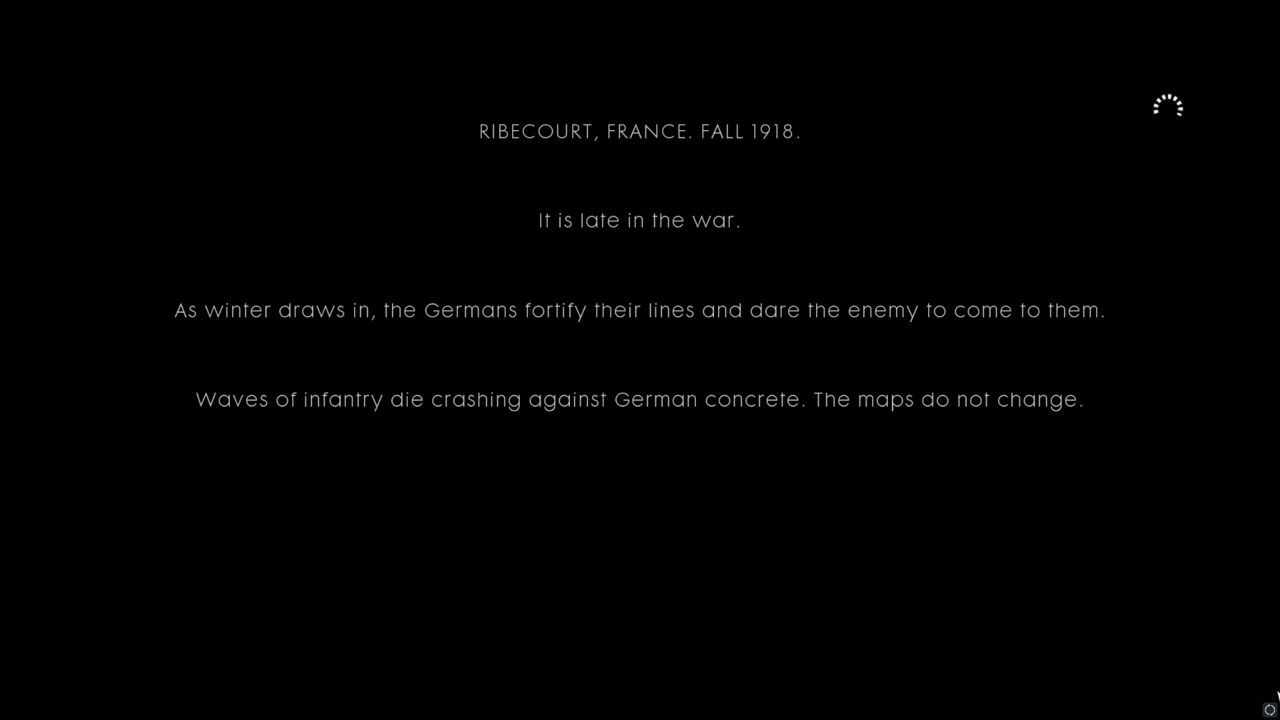 RIBECOURT, FRANCE. FALL 1918.
It is late in the war.
As winter draws in, the Germans fortify their lines and dare the enemy to come to them.
Waves of infantry die crashing against German concrete. The maps do not change.